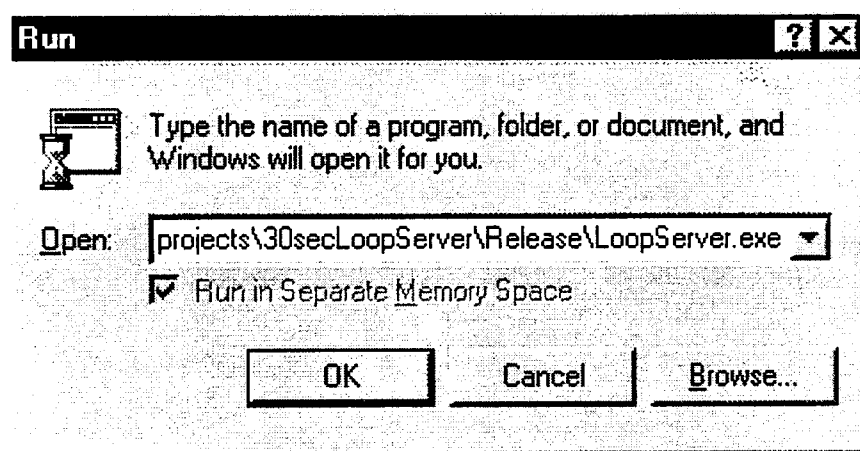 Run
Type the name of a program, folder, or document, and
Windows will open it for you.
Open: projects\30secLoopServer\Release\LoopServer.exe
Run in Separate Memory Space
OK Cancel Browse...